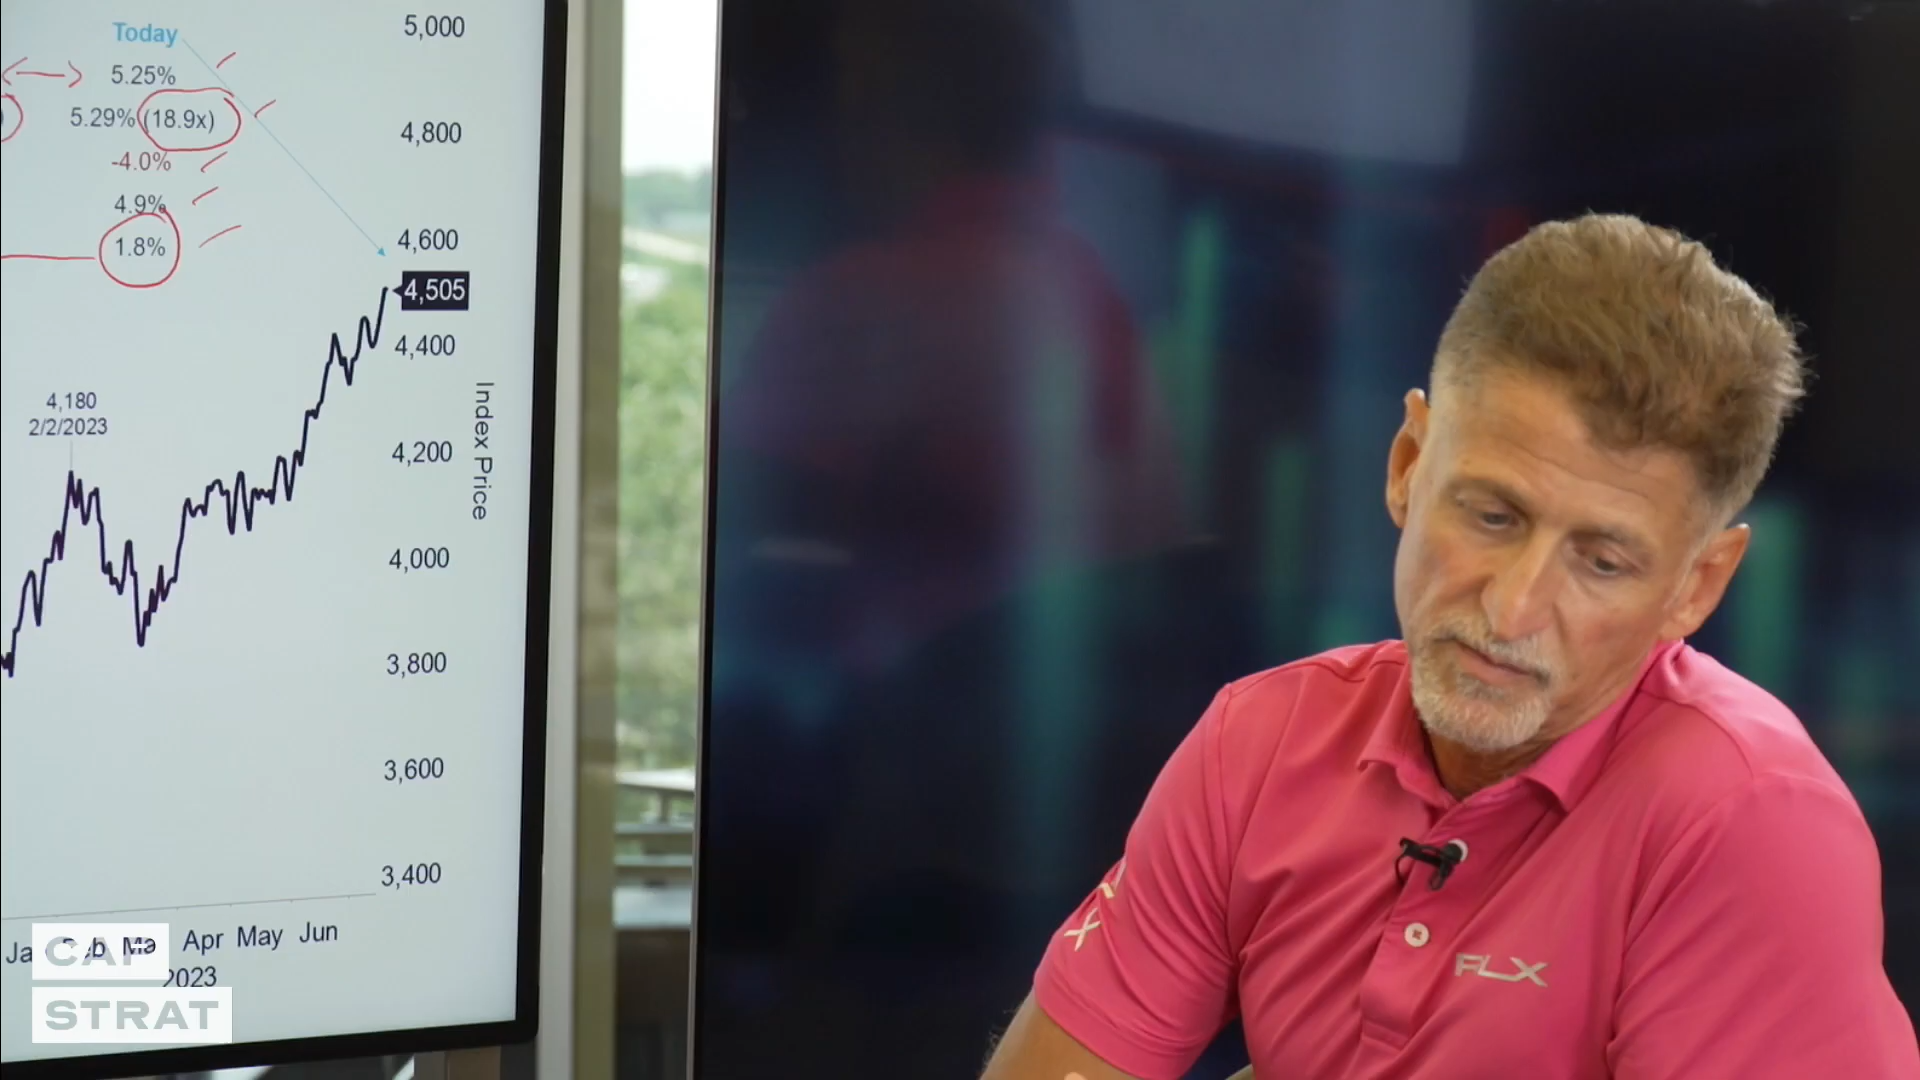 Today
5.25%
5.29% (18.9x)
-4.0%
4.9%
1.8%
5,000
4,800
4,600
4,505
4,400
4,200
4,000
3,800
3,600
3,400
Index Price
4,180
2/2/2023
Apr May Jun
2023
CAP
STRAT
RLX